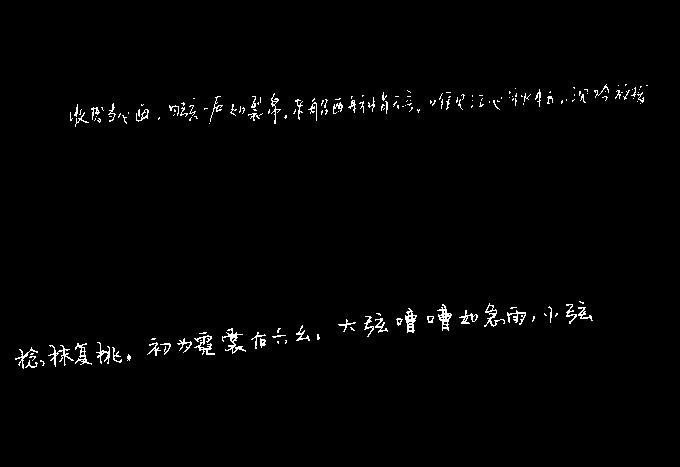 收拨当心画,四弦一声如裂帛。东船西舫悄无言,唯见江心秋月白。沉吟放拨
捻抹复挑。初为霓裳后六幺。大弦嘈嘈如急雨,小弦